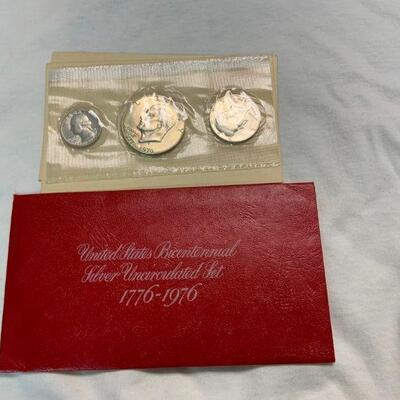 United States Bicentennial
Silver Uncirculated Set
1776-1976